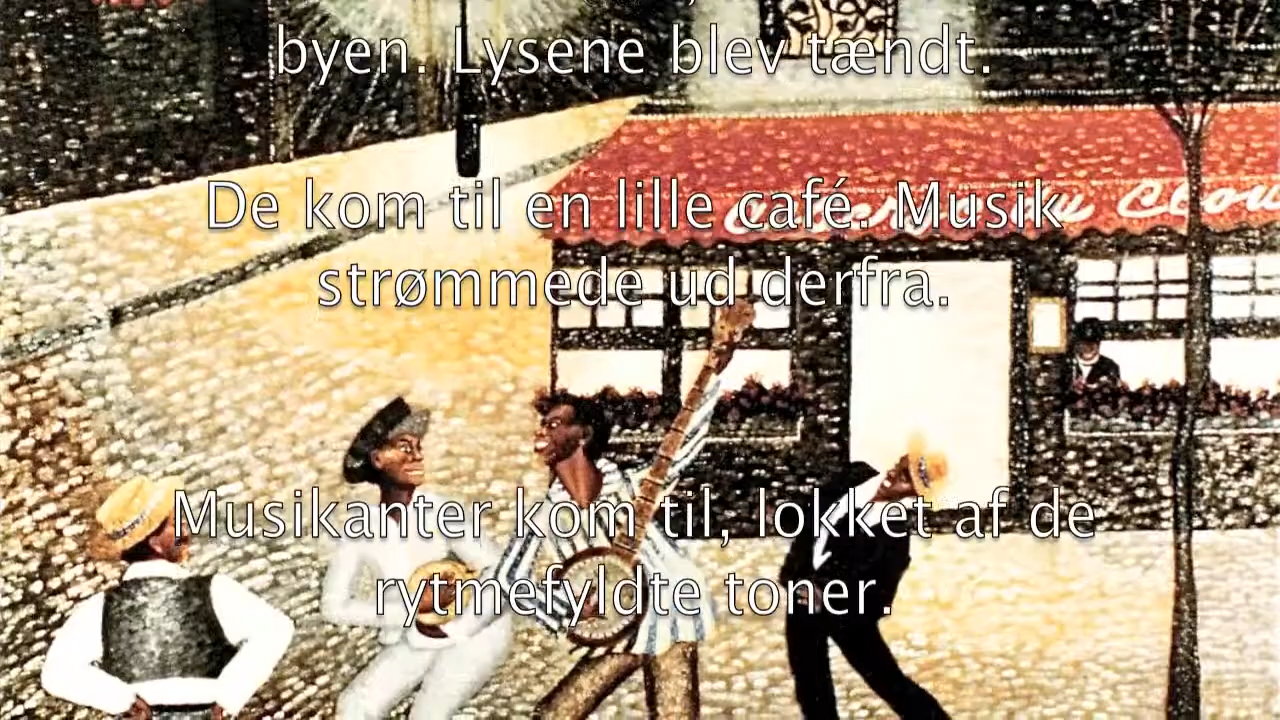 byen. Lysene blev tændt.
De kom til en lille café. Musik
strømmede ud derfra.
Musikanter kom til, lokket af de
rytmefyldte toner.